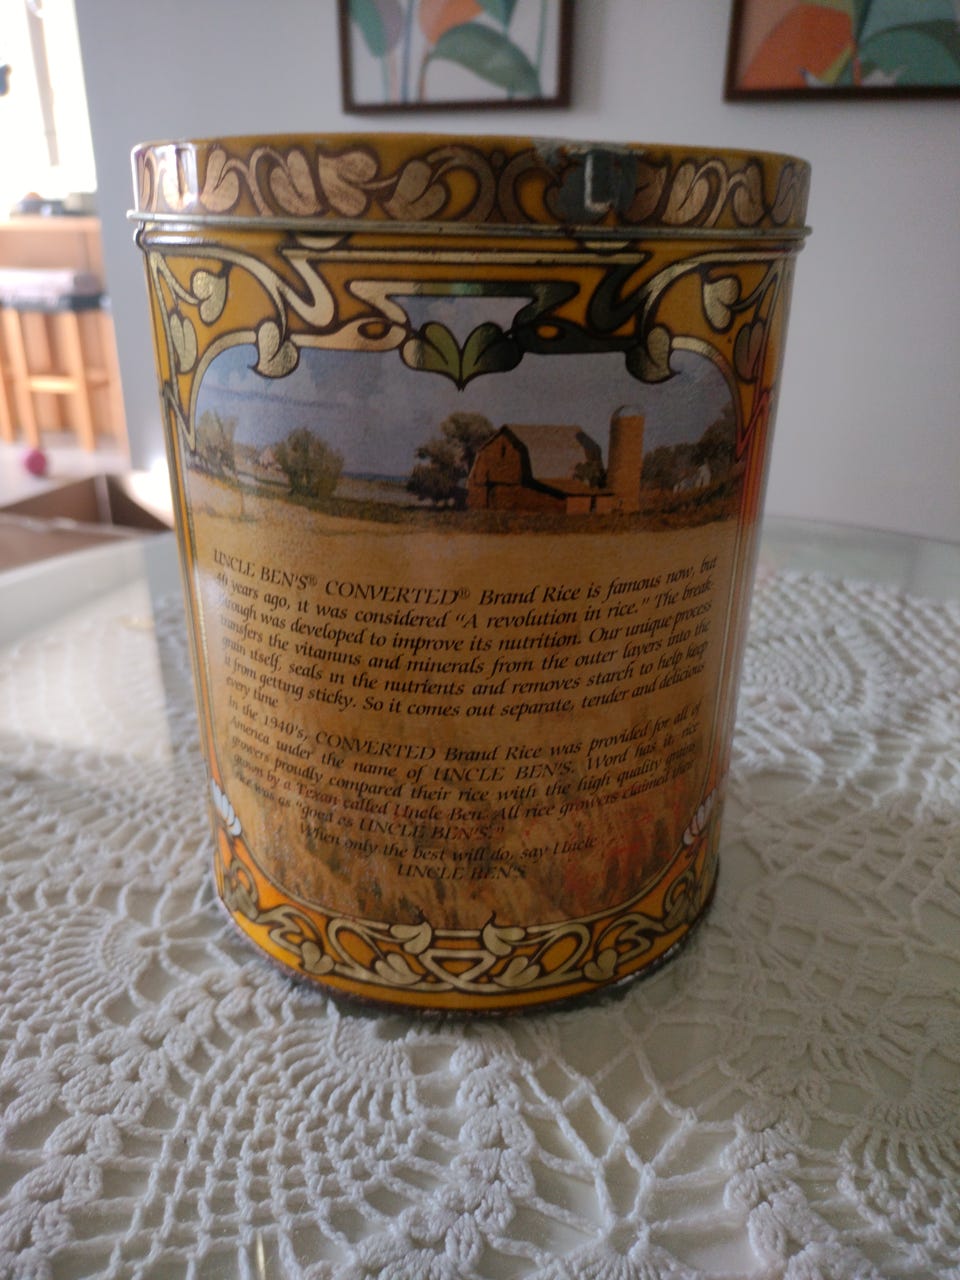 UNCLE BEN'S® CONVERTED® Brand Rice is famous now, but
40 years ago, it was considered "A revolution in rice." The break-
through was developed to improve its nutrition. Our unique process
transfers the vitamins and minerals from the outer layers into the
grain itself, seals in the nutrients and removes starch to help keep
it from getting sticky. So it comes out separate, tender and delicious
every time
In the 1940's, CONVERTED Brand Rice was provided for all of
America under the name of UNCLE BEN'S. Word has it, rice
growers proudly compared their rice with the high quality grains
grown by a Texan called Uncle Ben. All rice growers claimed their
rice was as "good as UNCLE BEN'S."
When only the best will do, say Uncle
UNCLE BEN'S